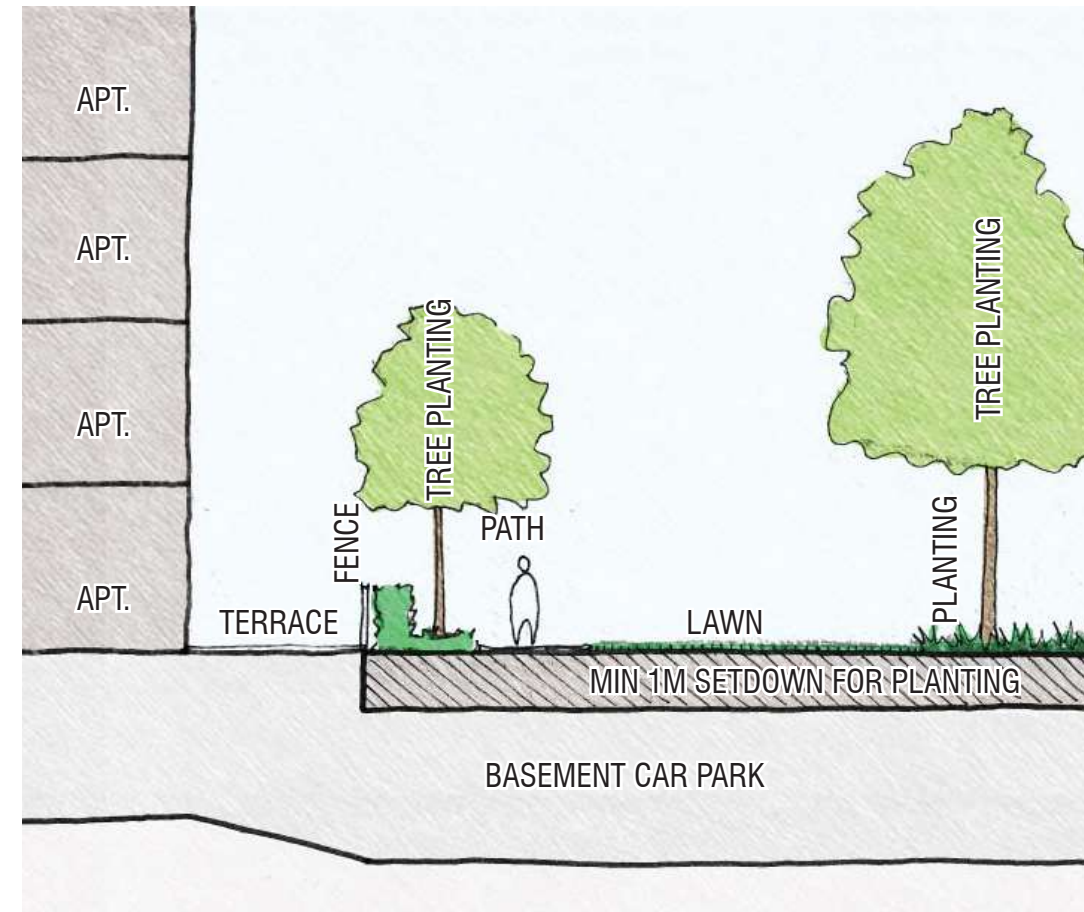 APT.
APT.
APT.
APT.
TREE PLANTING
TREE PLANTING
FENCE
PATH
PLANTING
TERRACE
LAWN
MIN 1M SETDOWN FOR PLANTING
BASEMENT CAR PARK